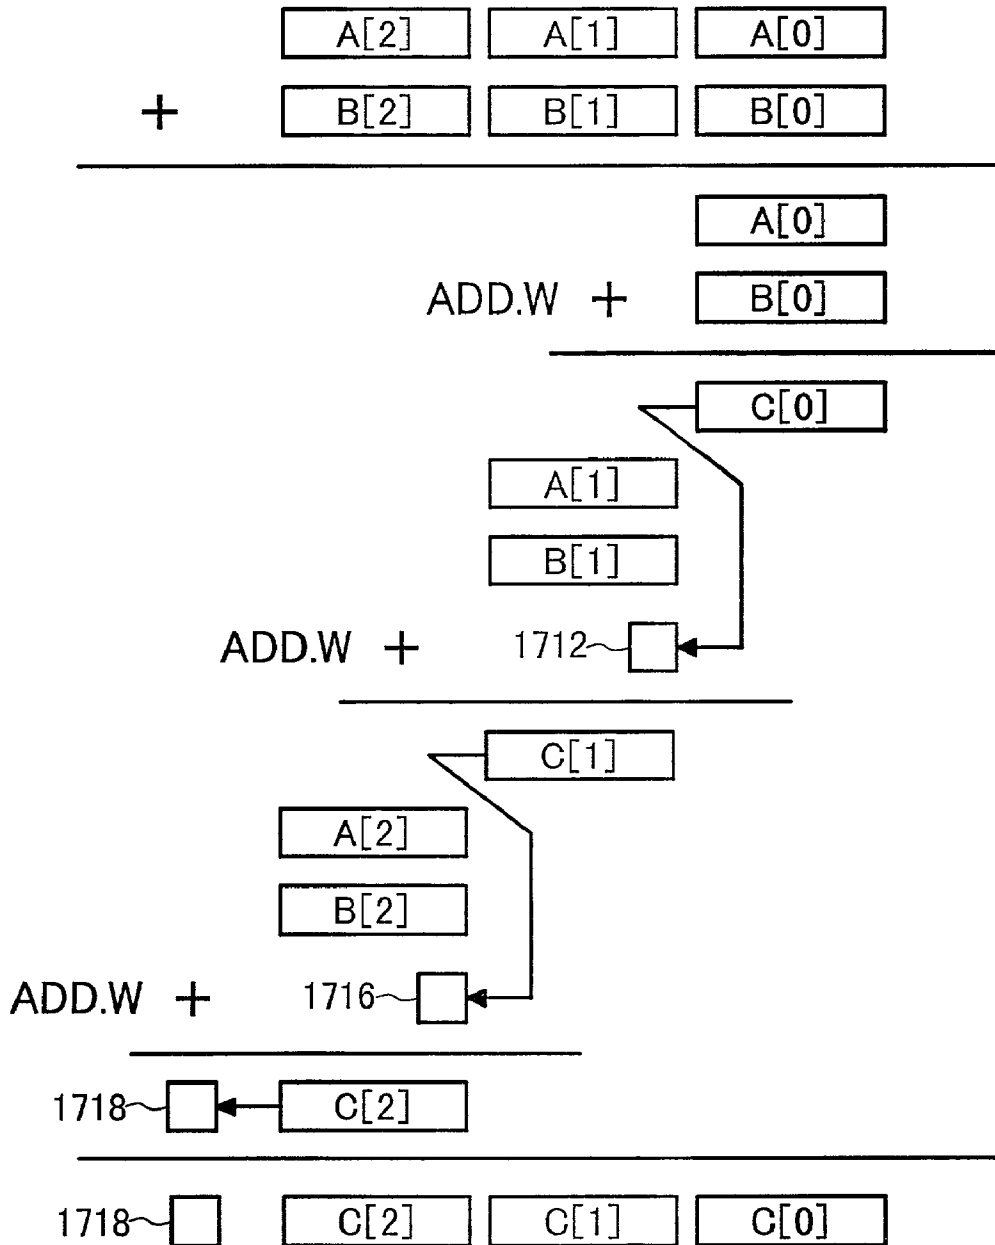 A[2] A[1] A[0]
+ B[2] B[1] B[0]
A[0]
ADD.W + B[0]
C[0]
A[1]
B[1]
ADD.W + 1712
C[1]
A[2]
B[2]
ADD.W + 1716
1718 C[2]
1718 C[2] C[1] C[0]